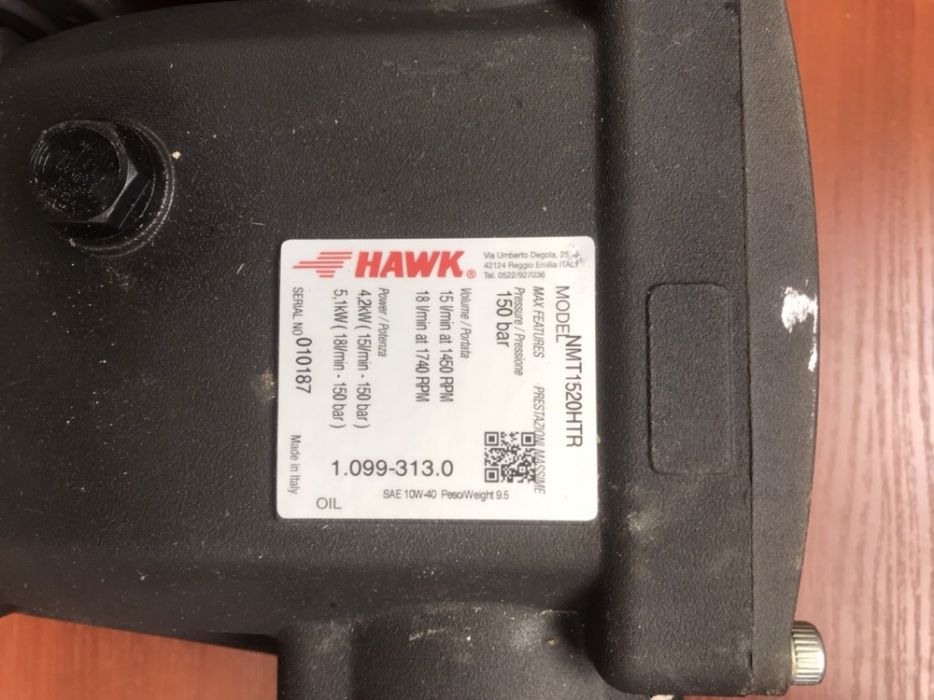 HAWK®
Via Umberto Degola, 25
42124 Reggio Emilia ITALY
Tel. 0522/927036
MODEL NMT1520HTR
MAX FEATURES PRESTAZIONI MASSIME
Pressure / Pressione
150 bar
Volume / Portata
15 l/min at 1450 RPM
18 l/min at 1740 RPM
Power / Potenza
4,2kW ( 15l/min - 150 bar )
5,1kW ( 18l/min - 150 bar )
SERIAL NO 010187
Made in Italy
1.099-313.0
OIL SAE 10W-40 Peso/Weight 9.5